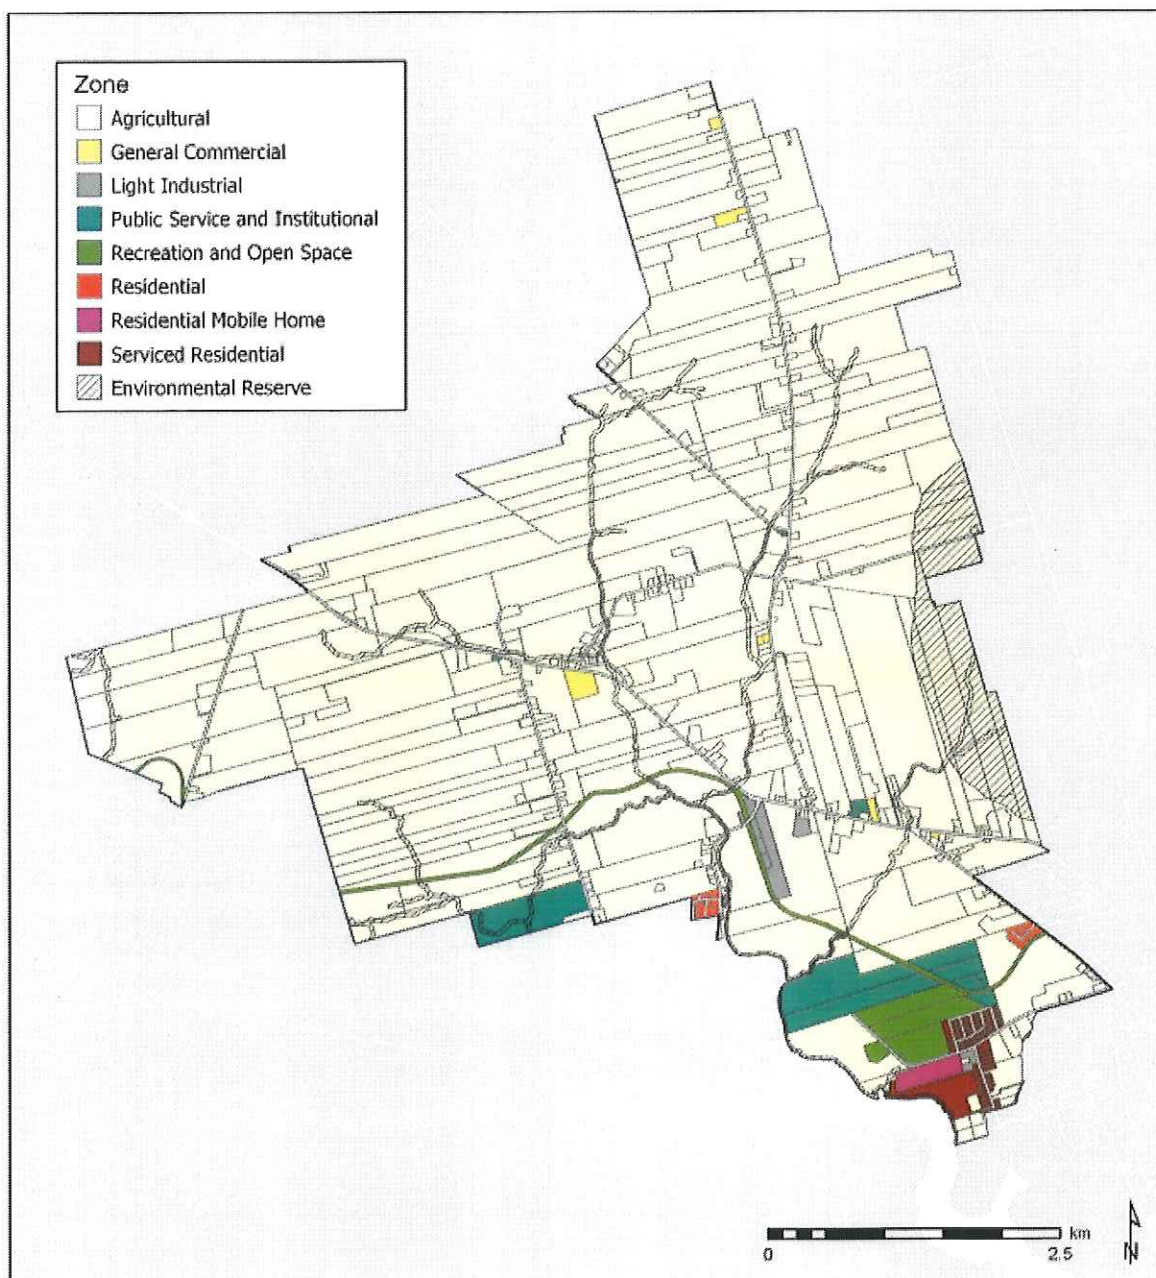 Zone
Agricultural
General Commercial
Light Industrial
Public Service and Institutional
Recreation and Open Space
Residential
Residential Mobile Home
Serviced Residential
Environmental Reserve
km
0 2.5
N